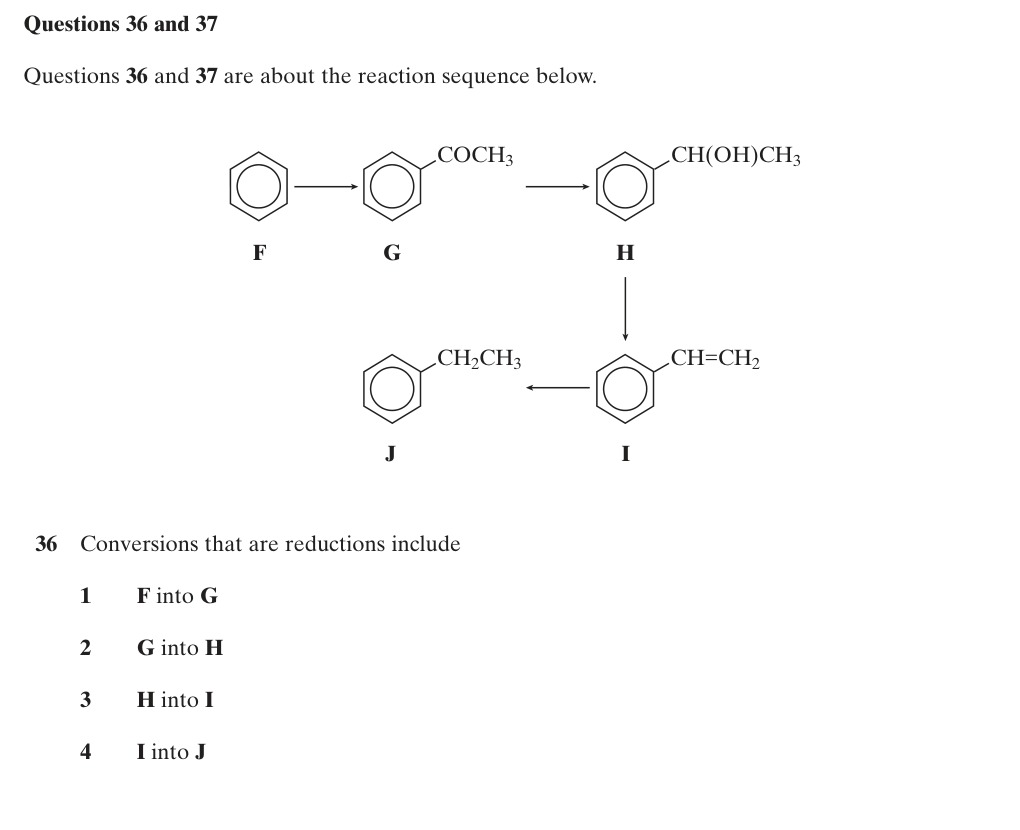 Questions 36 and 37
Questions 36 and 37 are about the reaction sequence below.
COCH₃
CH(OH)CH₃
F
G
H
CH₂CH₃
CH=CH₂
J
I
36 Conversions that are reductions include
1 F into G
2 G into H
3 H into I
4 I into J